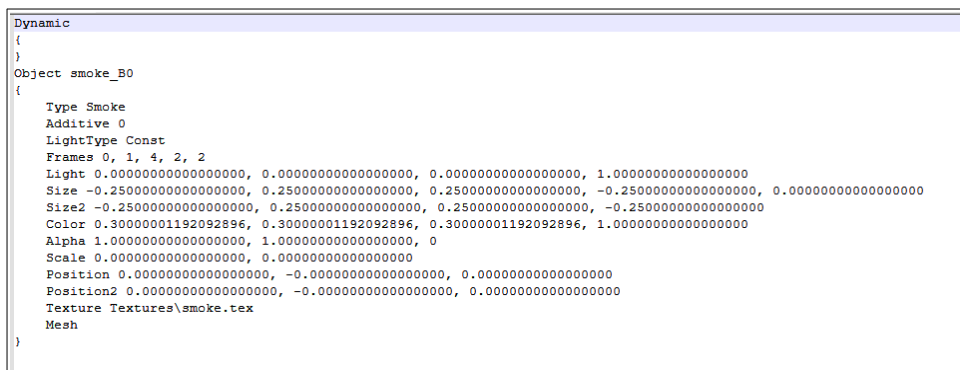 Dynamic
{
}
Object smoke_B0
{
Type Smoke
Additive 0
LightType Const
Frames 0, 1, 4, 2, 2
Light 0.00000000000000000, 0.00000000000000000, 0.00000000000000000, 1.00000000000000000
Size -0.25000000000000000, 0.25000000000000000, 0.25000000000000000, -0.25000000000000000, 0.00000000000000000
Size2 -0.25000000000000000, 0.25000000000000000, 0.25000000000000000, -0.25000000000000000
Color 0.30000001192092896, 0.30000001192092896, 0.30000001192092896, 1.00000000000000000
Alpha 1.00000000000000000, 1.00000000000000000, 0
Scale 0.00000000000000000, 0.00000000000000000
Position 0.00000000000000000, -0.00000000000000000, 0.00000000000000000
Position2 0.00000000000000000, -0.00000000000000000, 0.00000000000000000
Texture Textures\smoke.tex
Mesh
}